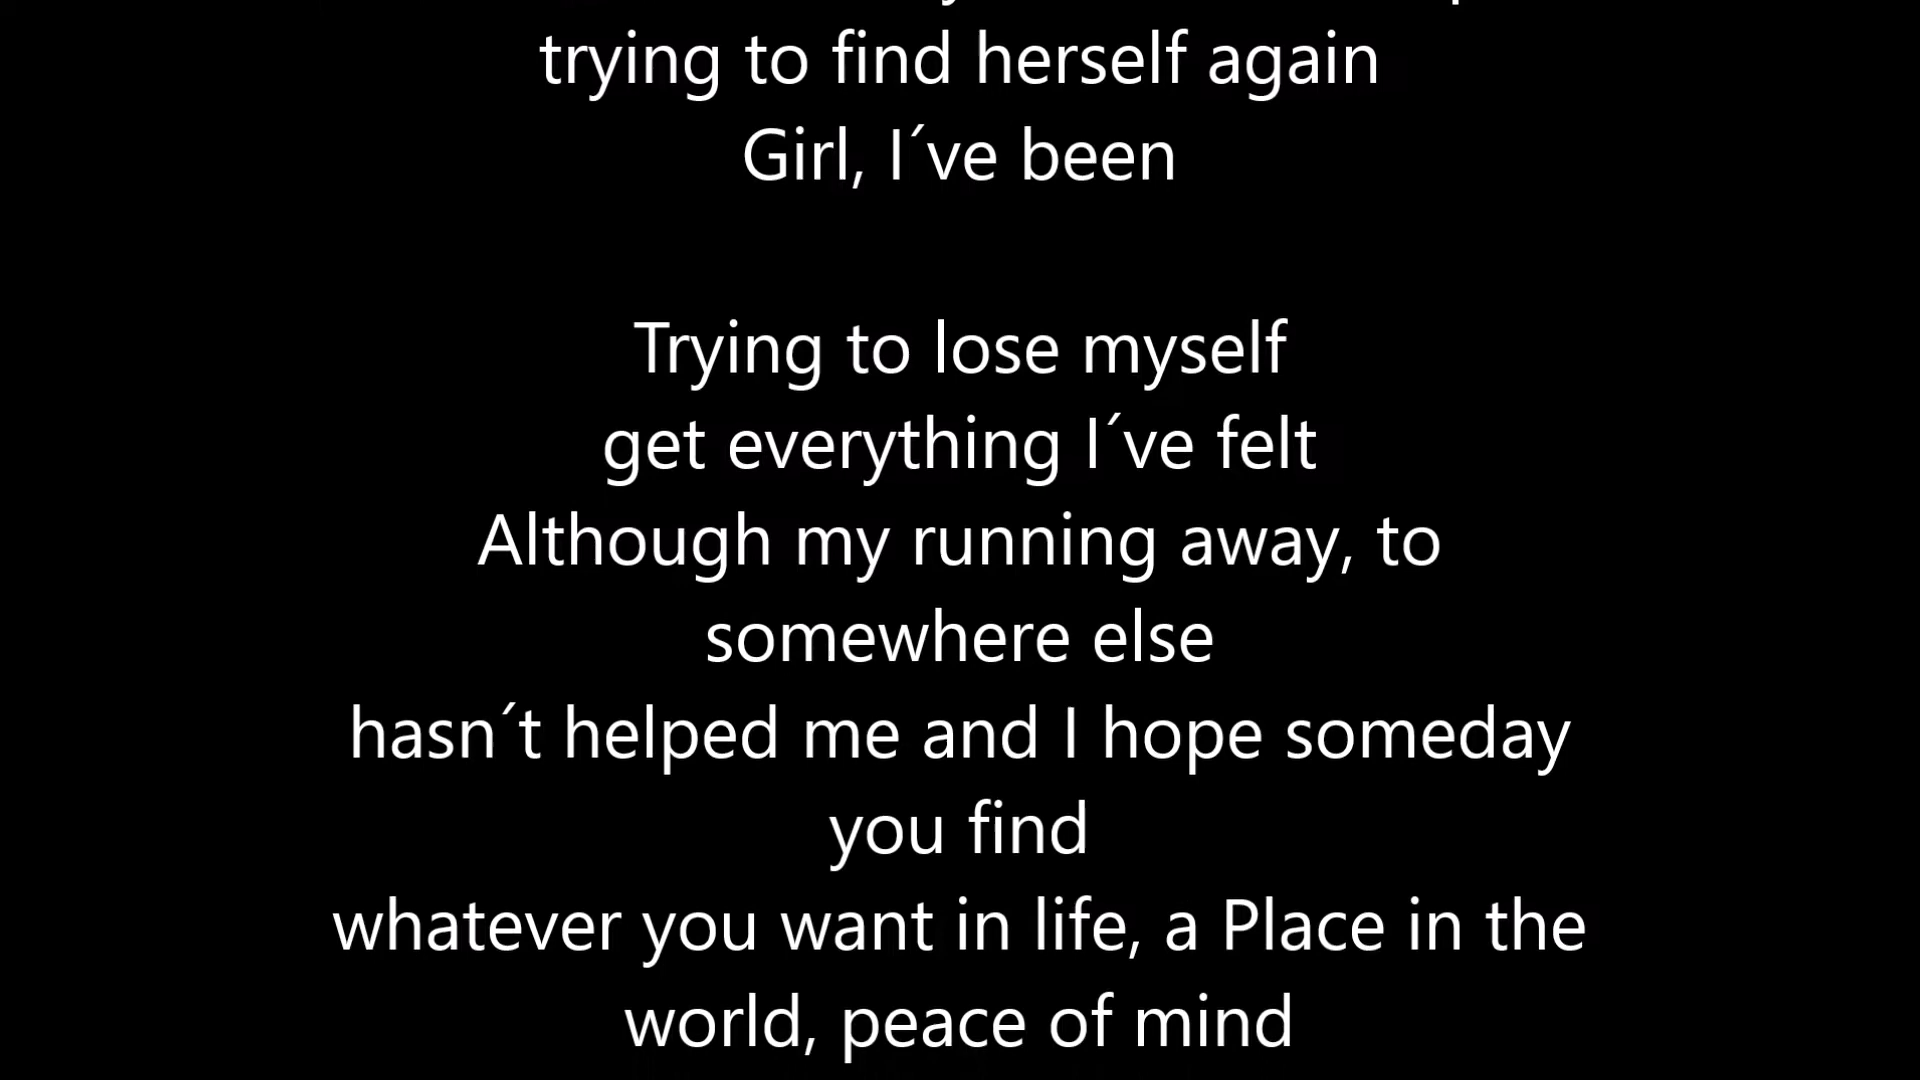 trying to find herself again
Girl, I´ve been
Trying to lose myself
get everything I´ve felt
Although my running away, to
somewhere else
hasn´t helped me and I hope someday
you find
whatever you want in life, a Place in the
world, peace of mind